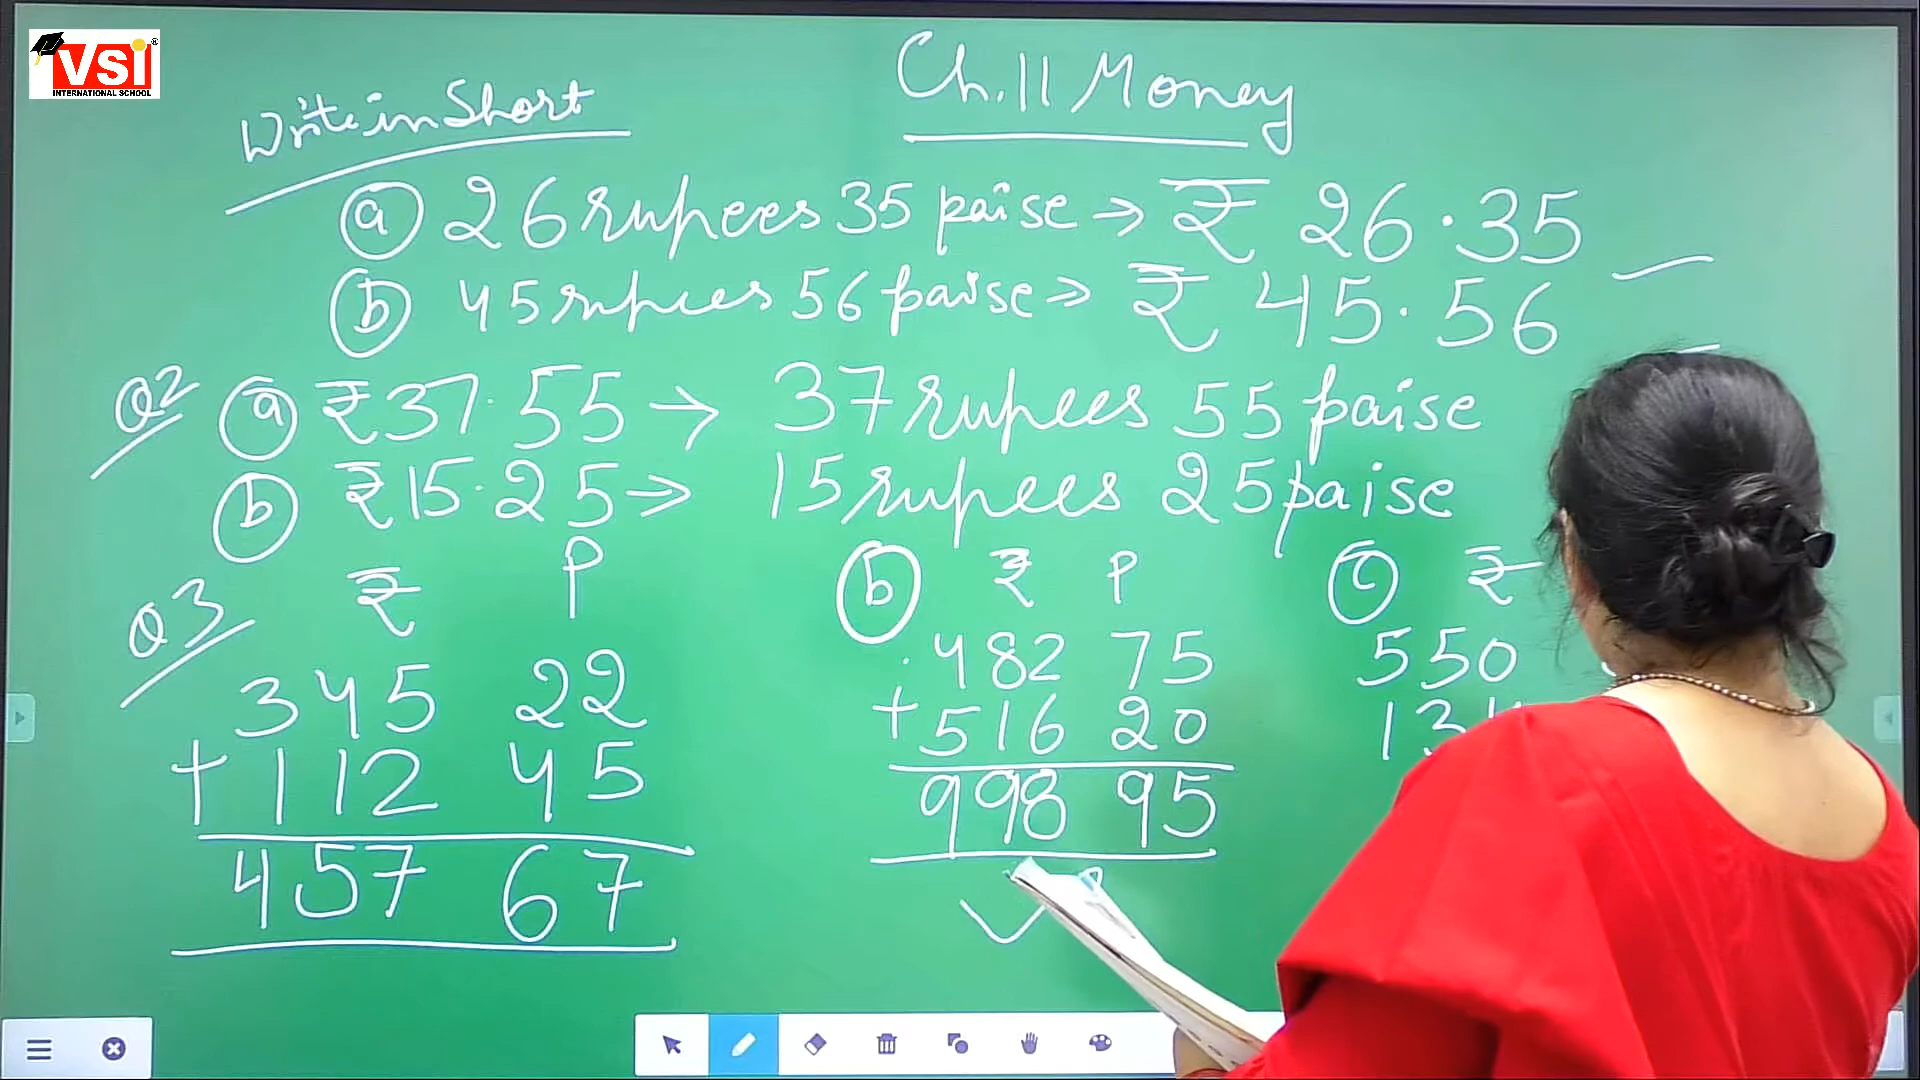 VSI
INTERNATIONAL SCHOOL
Ch.11 Money
Write in Short
(a) 26 rupees 35 paise → ₹ 26.35
(b) 45 rupees 56 paise → ₹ 45.56
Q2 (a) ₹37.55 → 37 rupees 55 paise
(b) ₹15.25 → 15 rupees 25 paise
Q3 ₹ P
345 22
+112 45
457 67
(b) ₹ P
482 75
+516 20
998 95
(c) ₹
550
13